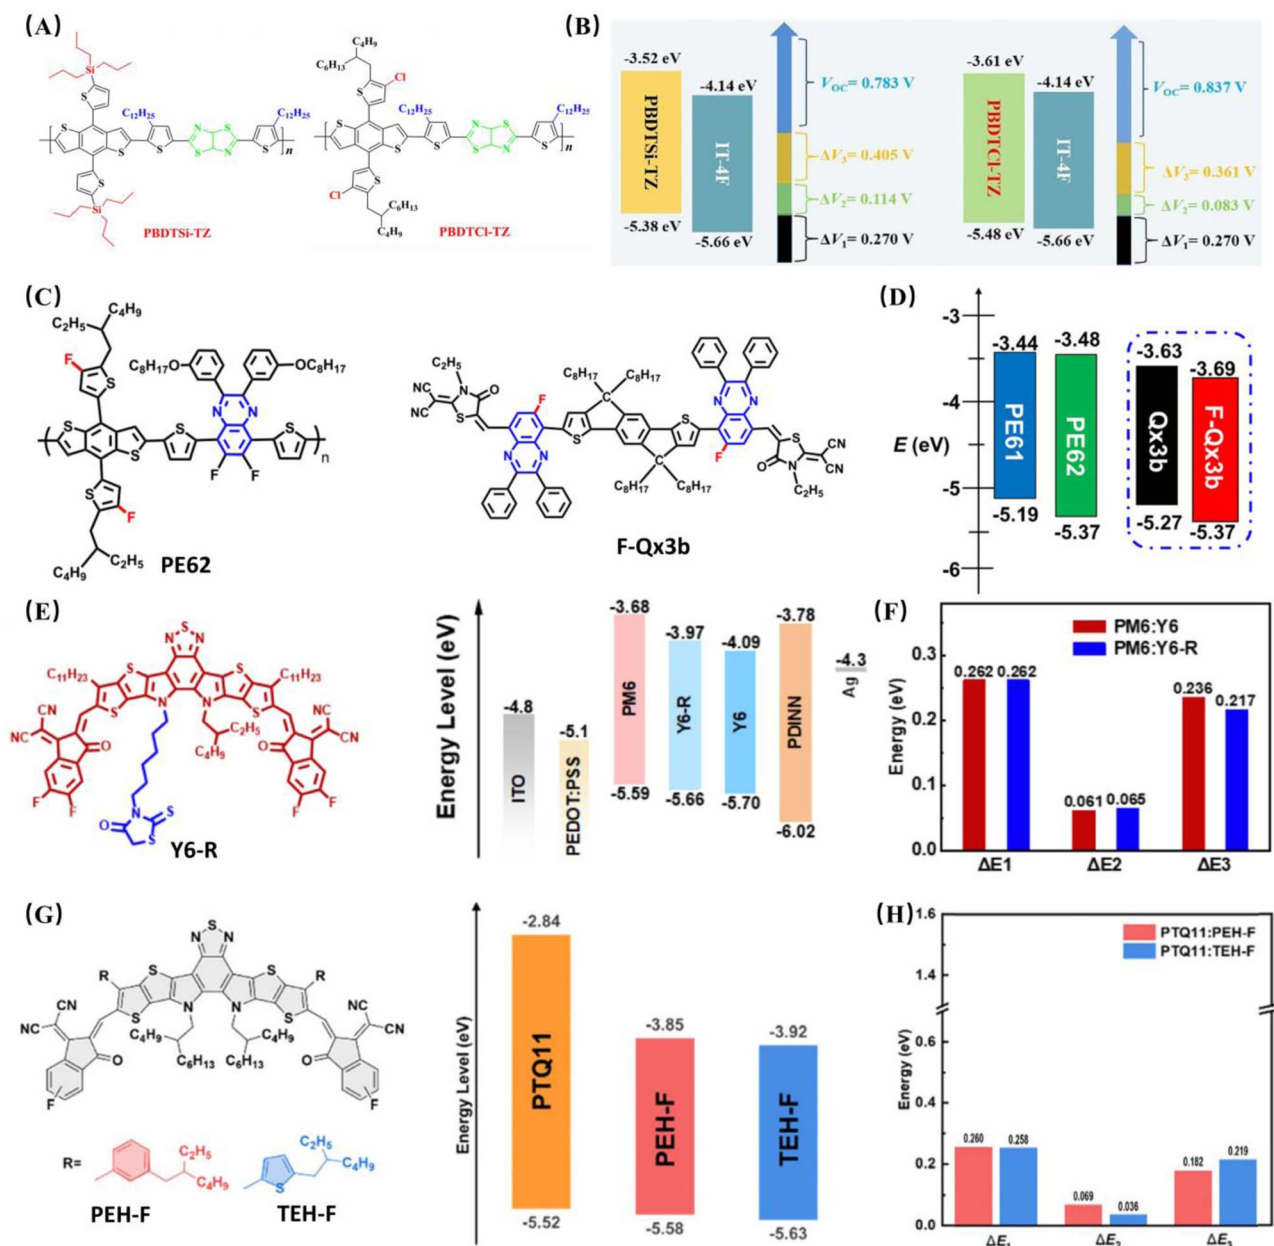 (A)
Si
Si
S
C₁₂H₂₅
C₁₂H₂₅
n
PBDTSi-TZ
C₄H₉
C₆H₁₃
Cl
C₁₂H₂₅
C₁₂H₂₅
n
Cl
C₆H₁₃
C₄H₉
PBDTCl-TZ
(B)
-3.52 eV
PBDTSi-TZ
-5.38 eV
-4.14 eV
IT-4F
-5.66 eV
V_OC= 0.783 V
ΔV₃= 0.405 V
ΔV₂= 0.114 V
ΔV₁= 0.270 V
-3.61 eV
PBDTCl-TZ
-5.48 eV
-4.14 eV
IT-4F
-5.66 eV
V_OC= 0.837 V
ΔV₃= 0.361 V
ΔV₂= 0.083 V
ΔV₁= 0.270 V
(C)
C₄H₉
C₂H₅
F
S
C₈H₁₇O
OC₈H₁₇
N N
F F
n
F
C₂H₅
C₄H₉
PE62
C₂H₅
N
O
NC
CN
S
F
N N
C₈H₁₇
C₈H₁₇
C₈H₁₇
C₈H₁₇
N N
F
S
CN
CN
O
N
C₂H₅
F-Qx3b
(D)
-3
-4
E (eV)
-5
-6
-3.44
PE61
-5.19
-3.48
PE62
-5.37
-3.63
Qx3b
-5.27
-3.69
F-Qx3b
-5.37
(E)
S
N N
C₁₁H₂₃
C₁₁H₂₃
S S
S N N S
NC
CN
O
F
F
C₂H₅
C₄H₉
O
CN
CN
F
F
N
S
O
S
Y6-R
Energy Level (eV)
-4.8
ITO
-5.1
PEDOT:PSS
-3.68
PM6
-5.59
-3.97
Y6-R
-5.66
-4.09
Y6
-5.70
-3.78
PDINN
-6.02
-4.3
Ag
(F)
PM6:Y6
PM6:Y6-R
Energy (eV)
0.3
0.2
0.1
0.0
0.262
0.262
0.061
0.065
0.236
0.217
ΔE1
ΔE2
ΔE3
(G)
S
N N
R
R
S S
S N N S
CN
NC
O
F
C₄H₉
C₄H₉
C₆H₁₃
C₆H₁₃
NC
CN
O
F
R=
C₂H₅
C₄H₉
PEH-F
C₂H₅
C₄H₉
S
TEH-F
Energy Level (eV)
-2.84
PTQ11
-5.52
-3.85
PEH-F
-5.58
-3.92
TEH-F
-5.63
(H)
PTQ11:PEH-F
PTQ11:TEH-F
Energy (eV)
1.6
1.4
0.6
0.4
0.2
0.0
0.260
0.258
0.069
0.036
0.182
0.219
ΔE₁
ΔE₂
ΔE₃